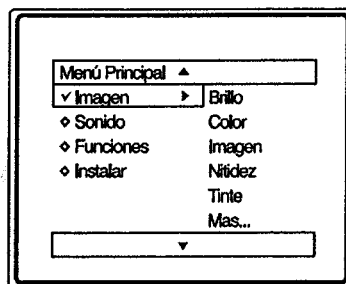 Menú Principal ▲
✓ Imagen ▶ Brillo
◇ Sonido Color
◇ Funciones Imagen
◇ Instalar Nitidez
Tinte
Mas...
▼